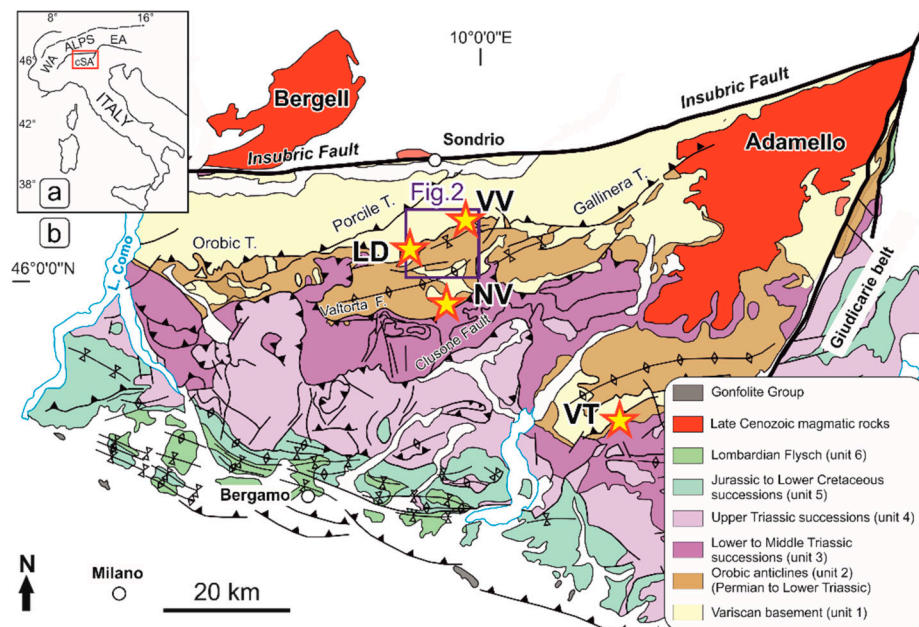 8°
16°
ALPS
EA
WA
46°
cSA
42°
ITALY
38°
a
b
10°0'0"E
Bergell
Insubric Fault
Sondrio
Insubric Fault
Adamello
Fig.2
VV
Gallinera T.
Porcile T.
LD
Orobic T.
46°0'0"N
L. Como
NV
Valtorta F.
Clusone Fault
Giudicarie belt
VT
Bergamo
N
Milano
20 km
Gonfolite Group
Late Cenozoic magmatic rocks
Lombardian Flysch (unit 6)
Jurassic to Lower Cretaceous
successions (unit 5)
Upper Triassic successions (unit 4)
Lower to Middle Triassic
successions (unit 3)
Orobic anticlines (unit 2)
(Permian to Lower Triassic)
Variscan basement (unit 1)